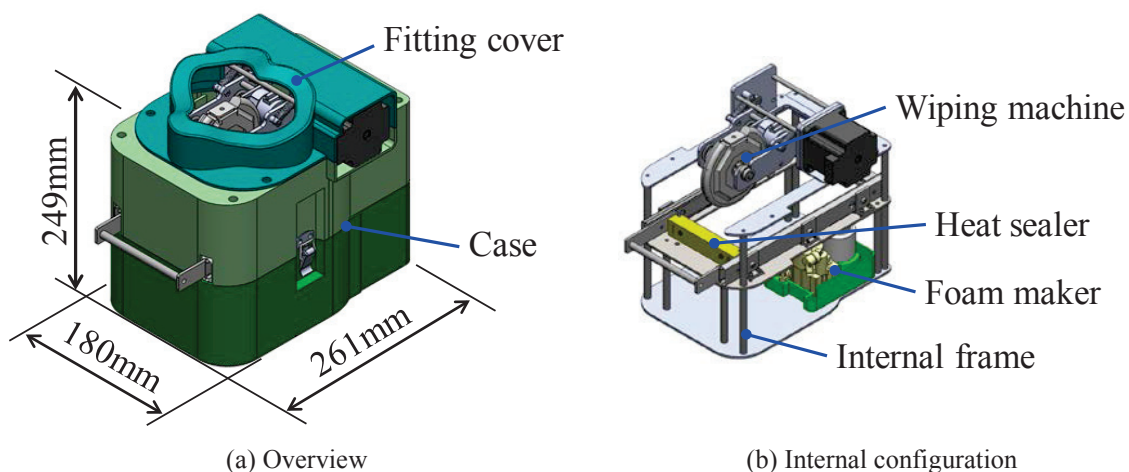 Fitting cover
249mm
Case
180mm
261mm
(a) Overview
Wiping machine
Heat sealer
Foam maker
Internal frame
(b) Internal configuration